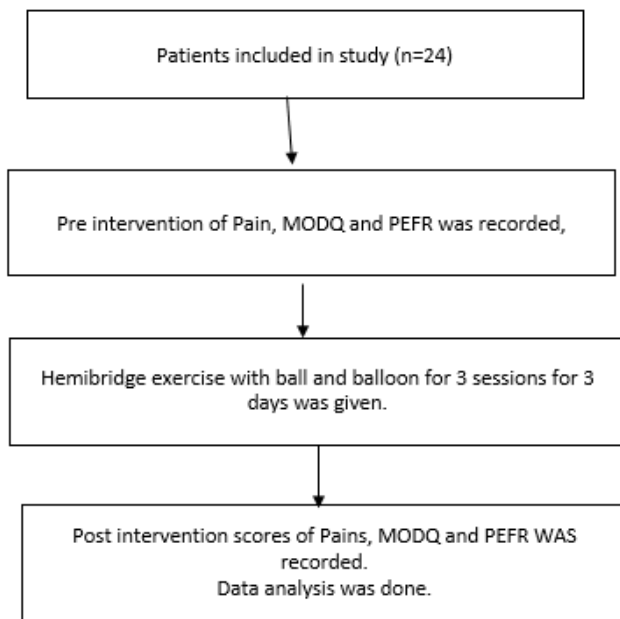 Patients included in study (n=24)
Pre intervention of Pain, MODQ and PEFR was recorded,
Hemibridge exercise with ball and balloon for 3 sessions for 3
days was given.
Post intervention scores of Pains, MODQ and PEFR WAS
recorded.
Data analysis was done.